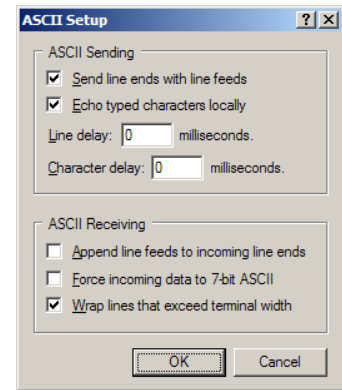 ASCII Setup
ASCII Sending
Send line ends with line feeds
Echo typed characters locally
Line delay: 0 milliseconds.
Character delay: 0 milliseconds.
ASCII Receiving
Append line feeds to incoming line ends
Force incoming data to 7-bit ASCII
Wrap lines that exceed terminal width
OK Cancel